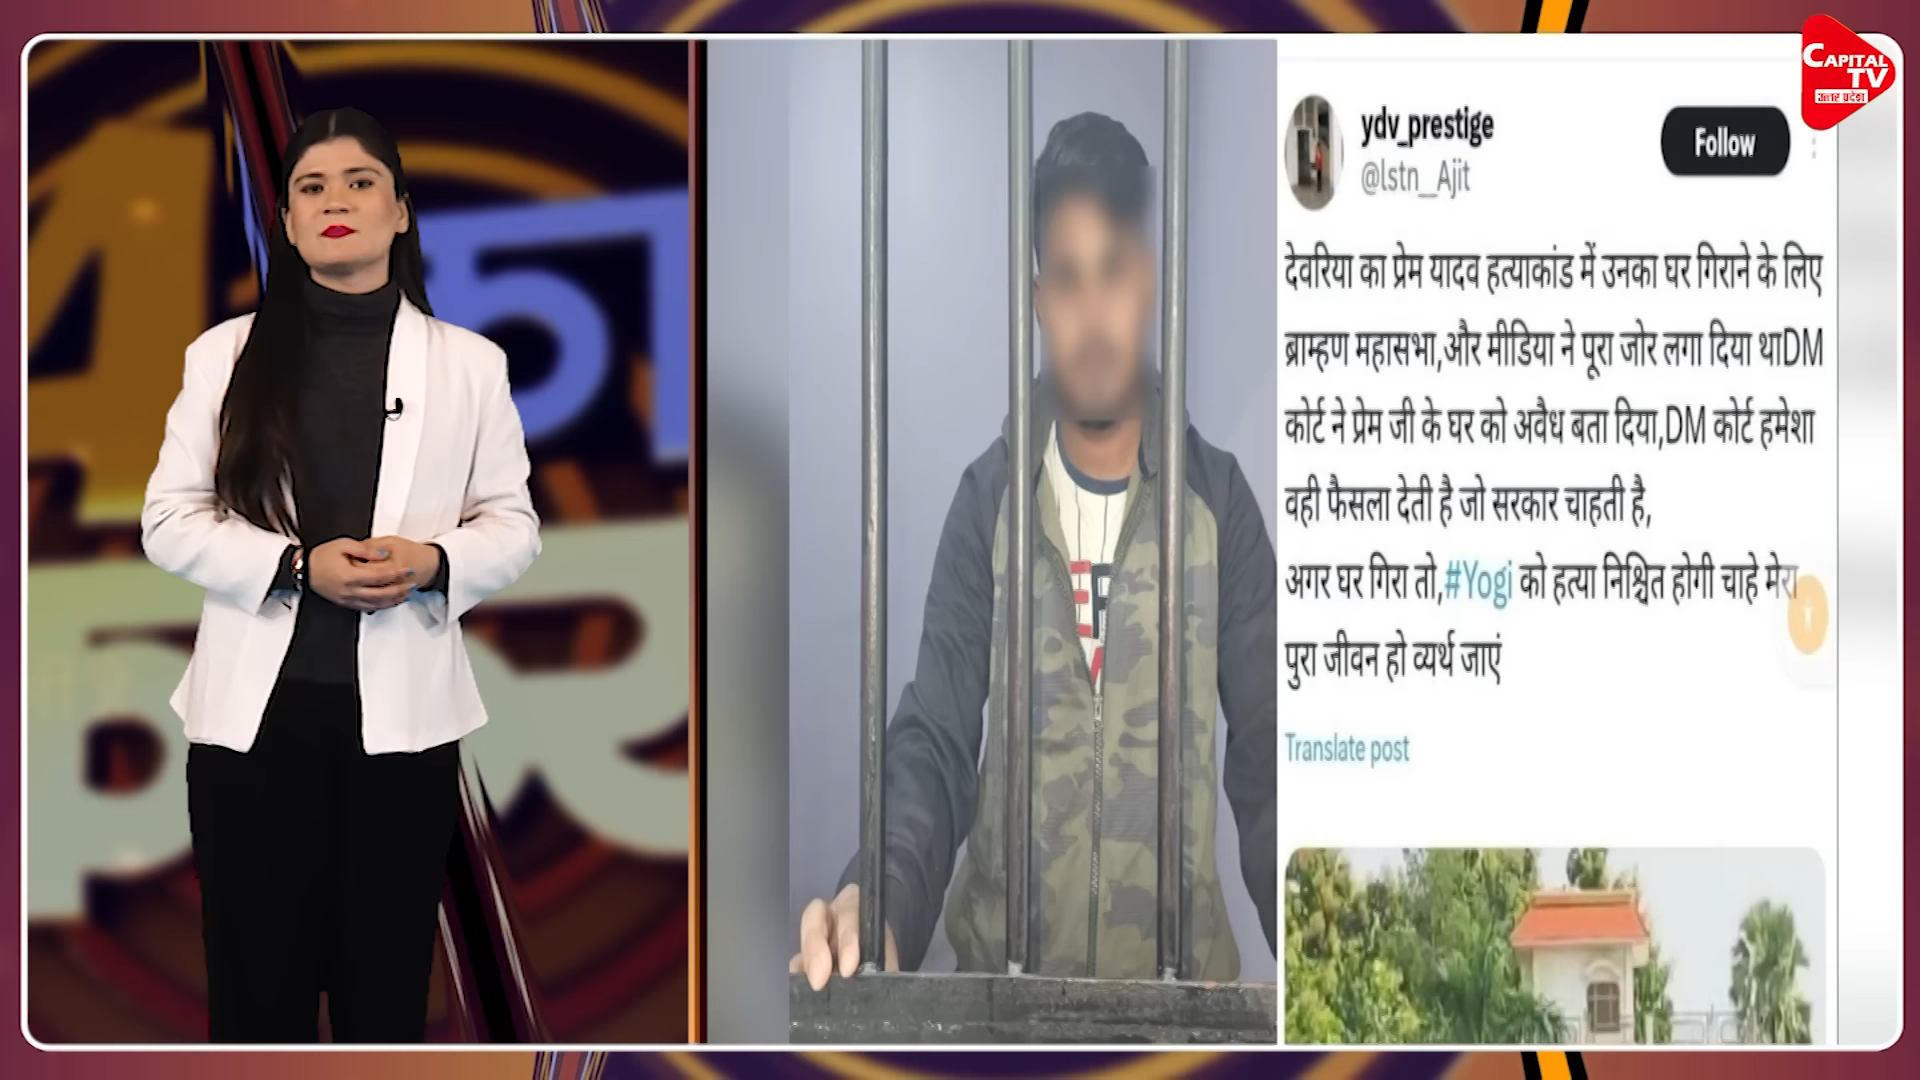 CAPITAL
TV
उत्तर प्रदेश
ydv_prestige
@lstn__Ajit
Follow
देवरिया का प्रेम यादव हत्याकांड में उनका घर गिराने के लिए
ब्राम्हण महासभा,और मीडिया ने पूरा जोर लगा दिया थाDM
कोर्ट ने प्रेम जी के घर को अवैध बता दिया,DM कोर्ट हमेशा
वही फैसला देती है जो सरकार चाहती है,
अगर घर गिरा तो,#Yogi को हत्या निश्चित होगी चाहे मेरा
पुरा जीवन हो व्यर्थ जाएं
Translate post